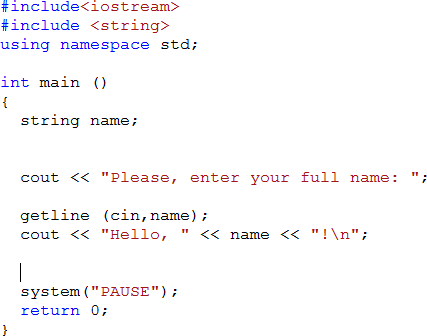 #include<iostream>
#include <string>
using namespace std;
int main ()
{
string name;
cout << "Please, enter your full name: ";
getline (cin,name);
cout << "Hello, " << name << "!\n";
system("PAUSE");
return 0;
}